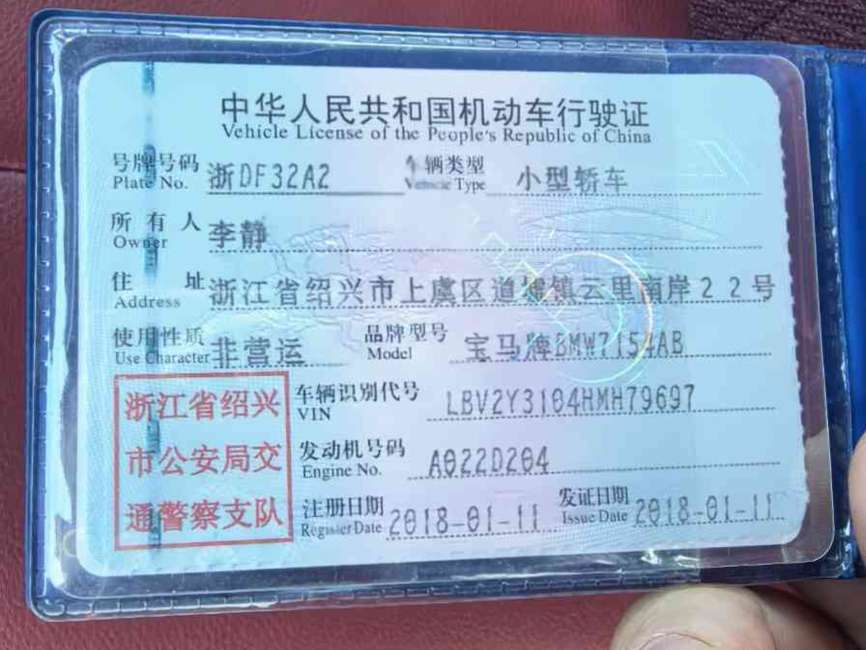 中华人民共和国机动车行驶证
Vehicle License of the People's Republic of China
号牌号码 浙DF32A2 车辆类型 小型轿车
Plate No. Vehicle Type
所有人 李静
Owner
住址 浙江省绍兴市上虞区道墟镇云里南岸22号
Address
使用性质 非营运 品牌型号 宝马牌BMW7154AB
Use Character Model
浙江省绍兴
市公安局交
通警察支队
车辆识别代号 LBV2Y3104HMH79697
VIN
发动机号码 A022D204
Engine No.
注册日期 2018-01-11 发证日期 2018-01-11
Register Date Issue Date